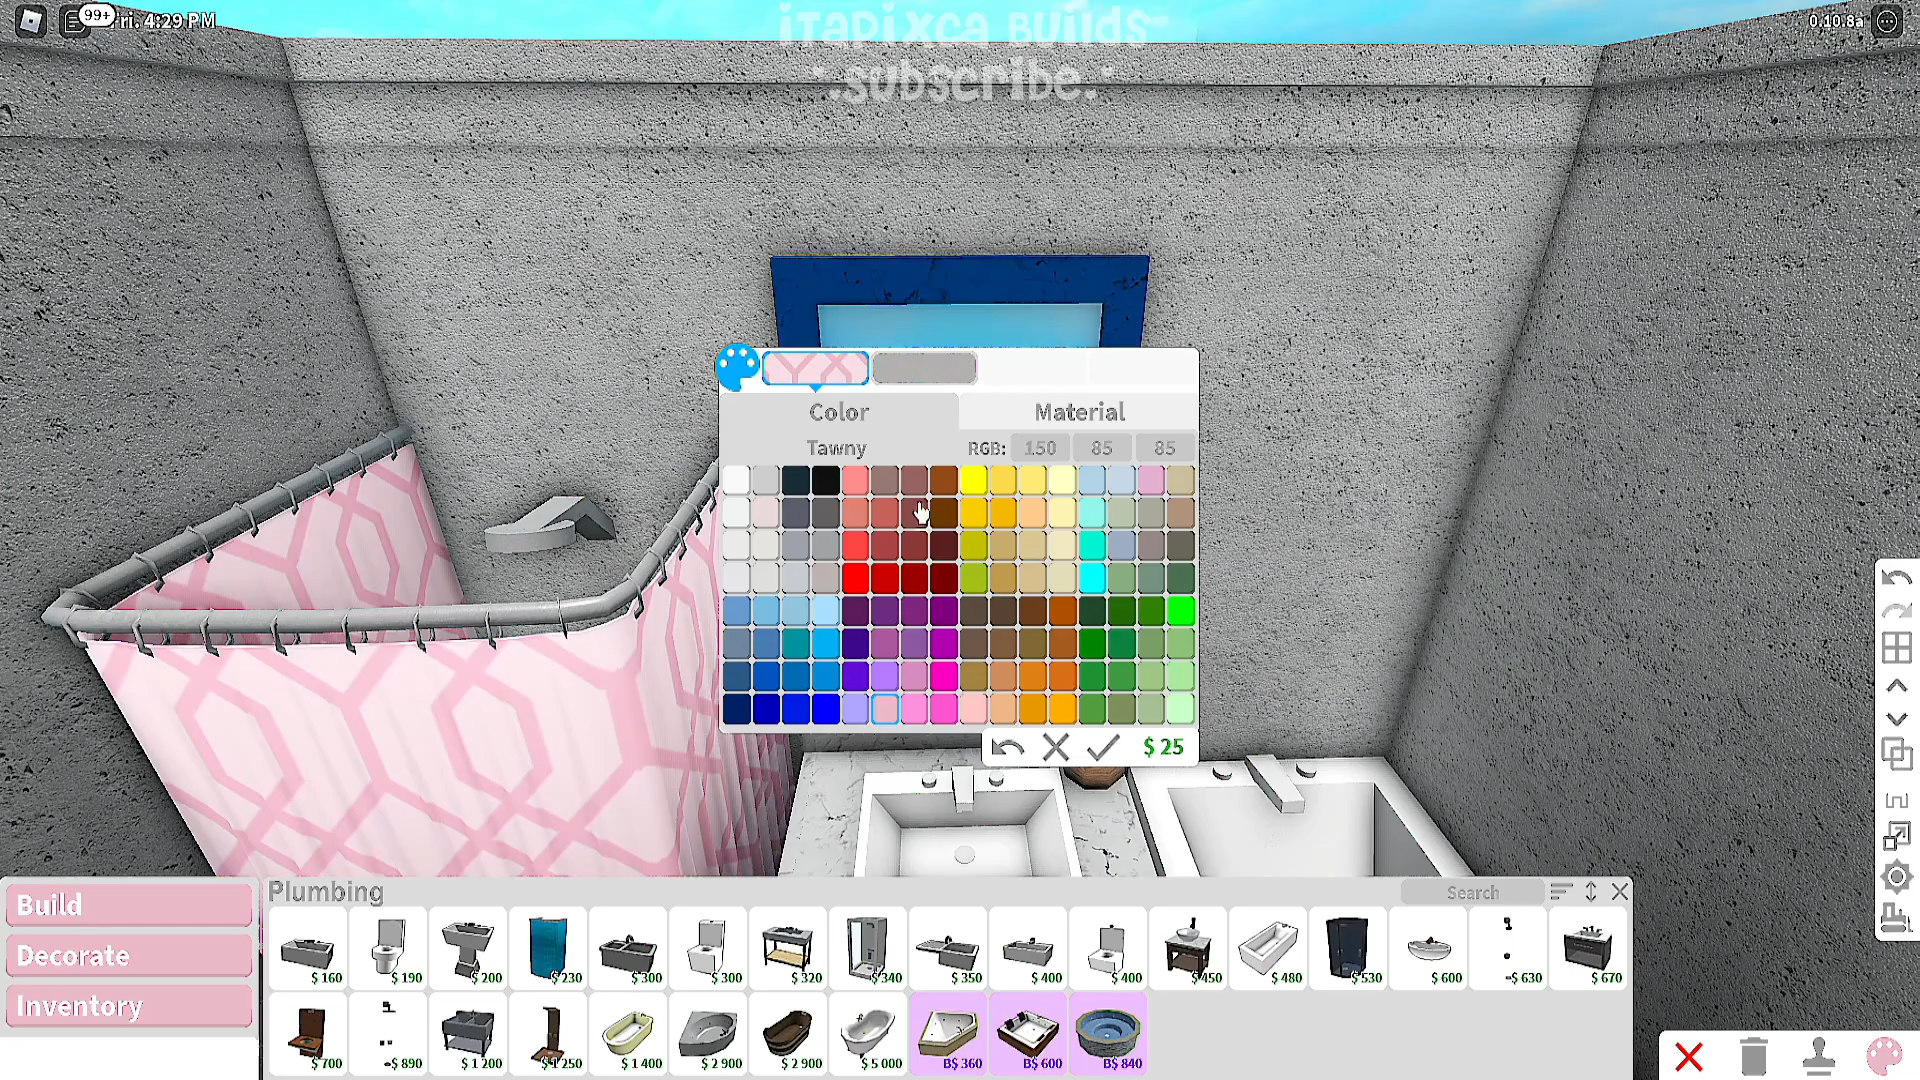 99+
Fri. 4:29 PM
iTapixca Builds
0.10.8a
.subscribe.
Color
Material
Tawny
RGB: 150 85 85
$ 25
Build
Decorate
Inventory
Plumbing
Search
$ 160
$ 190
$ 200
$ 230
$ 300
$ 300
$ 320
$ 340
$ 350
$ 400
$ 400
$ 450
$ 480
$ 530
$ 600
$ 630
$ 670
$ 700
$ 890
$ 1 200
$ 1 250
$ 1 400
$ 2 900
$ 2 900
$ 5 000
B$ 360
B$ 600
B$ 840